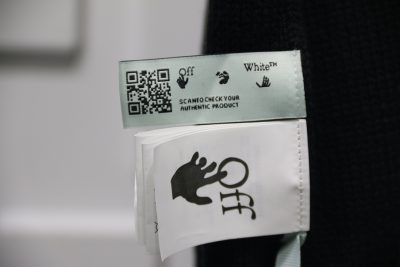 Off White™
SCAN TO CHECK YOUR
AUTHENTIC PRODUCT
Off